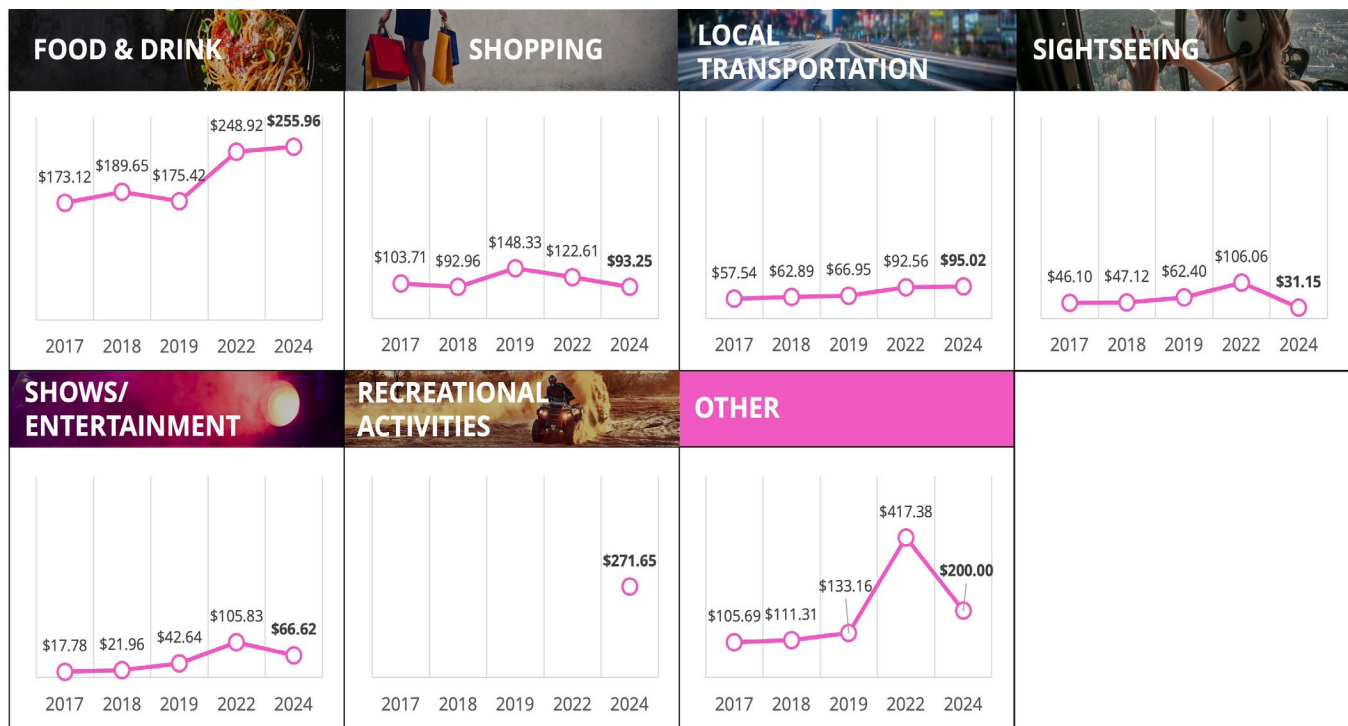 FOOD & DRINK
$173.12
$189.65
$175.42
$248.92
$255.96
2017 2018 2019 2022 2024
SHOPPING
$103.71
$92.96
$148.33
$122.61
$93.25
2017 2018 2019 2022 2024
LOCAL
TRANSPORTATION
$57.54
$62.89
$66.95
$92.56
$95.02
2017 2018 2019 2022 2024
SIGHTSEEING
$46.10
$47.12
$62.40
$106.06
$31.15
2017 2018 2019 2022 2024
SHOWS/
ENTERTAINMENT
$17.78
$21.96
$42.64
$105.83
$66.62
2017 2018 2019 2022 2024
RECREATIONAL
ACTIVITIES
$271.65
2017 2018 2019 2022 2024
OTHER
$105.69
$111.31
$133.16
$417.38
$200.00
2017 2018 2019 2022 2024